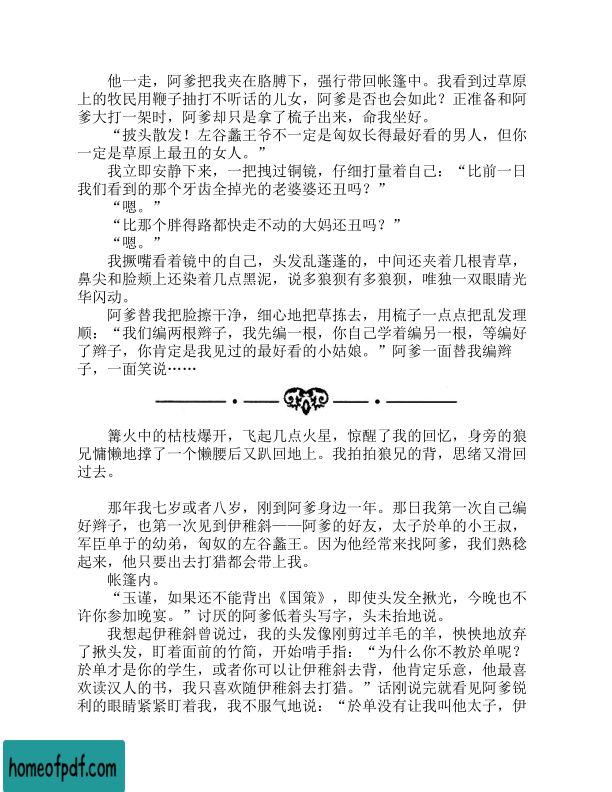 他一走，阿爹把我夹在胳膊下，强行带回帐篷中。我看到过草原
上的牧民用鞭子抽打不听话的儿女，阿爹是否也会如此？正准备和阿
爹大打一架时，阿爹却只是拿了梳子出来，命我坐好。
“披头散发！左谷蠡王爷不一定是匈奴长得最好看的男人，但你
一定是草原上最丑的女人。”
我立即安静下来，一把拽过铜镜，仔细打量着自己：“比前一日
我们看到的那个牙齿全掉光的老婆婆还丑吗？”
“嗯。”
“比那个胖得路都快走不动的大妈还丑吗？”
“嗯。”
我撅嘴看着镜中的自己，头发乱蓬蓬的，中间还夹着几根青草，
鼻尖和脸颊上还染着几点黑泥，说多狼狈有多狼狈，唯独一双眼睛光
华闪动。
阿爹替我把脸擦干净，细心地把草拣去，用梳子一点点把乱发理
顺：“我们编两根辫子，我先编一根，你自己学着编另一根，等编好
了辫子，你肯定是我见过的最好看的小姑娘。”阿爹一面替我编辫
子，一面笑说……
篝火中的枯枝爆开，飞起几点火星，惊醒了我的回忆，身旁的狼
兄慵懒地撑了一个懒腰后又趴回地上。我拍拍狼兄的背，思绪又滑回
过去。
那年我七岁或者八岁，刚到阿爹身边一年。那日我第一次自己编
好辫子，也第一次见到伊稚斜——阿爹的好友，太子於单的小王叔，
军臣单于的幼弟，匈奴的左谷蠡王。因为他经常来找阿爹，我们熟稔
起来，他只要出去打猎都会带上我。
帐篷内。
“玉谨，如果还不能背出《国策》，即使头发全揪光，今晚也不
许你参加晚宴。”讨厌的阿爹低着头写字，头未抬地说。
我想起伊稚斜曾说过，我的头发像刚剪过羊毛的羊，怏怏地放弃
了揪头发，盯着面前的竹简，开始啃手指：“为什么你不教於单呢？
於单才是你的学生，或者你可以让伊稚斜去背，他肯定乐意，他最喜
欢读汉人的书，我只喜欢随伊稚斜去打猎。”话刚说完就看见阿爹锐
利的眼睛紧紧盯着我，我不服气地说：“於单没有让我叫他太子，伊
homeofpdf.com